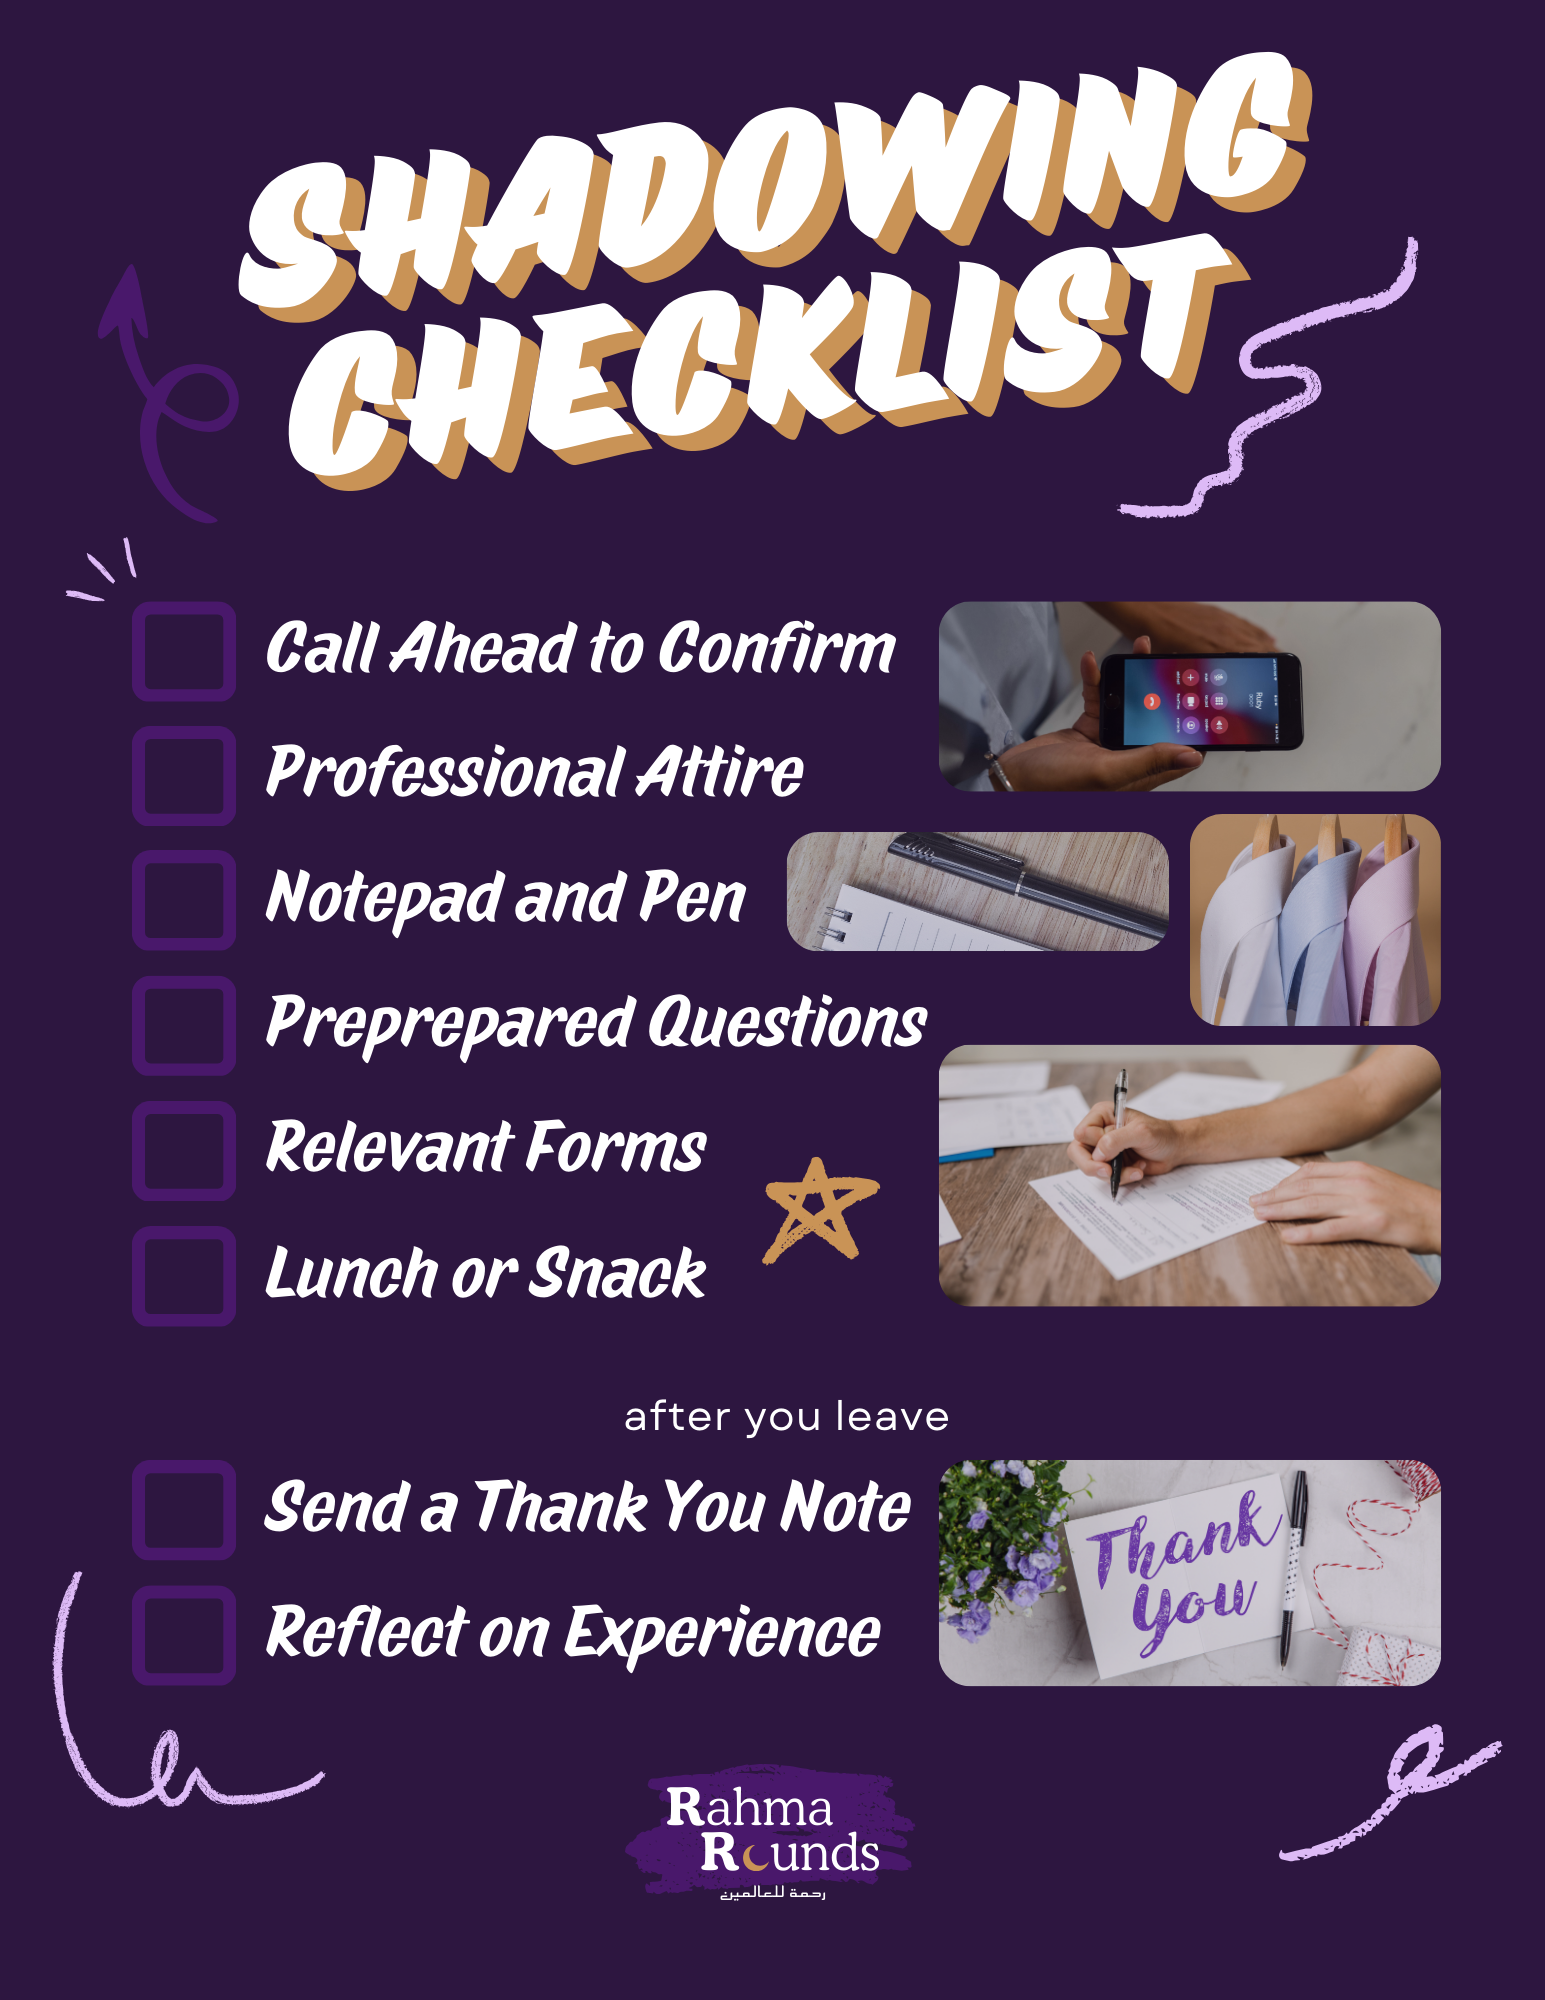 SHADOWING
CHECKLIST
Call Ahead to Confirm
Professional Attire
Notepad and Pen
Preprepared Questions
Relevant Forms
Lunch or Snack
after you leave
Send a Thank You Note
Reflect on Experience
Ruby
Thank
You
Rahma
Rounds
رحمة للعالمين